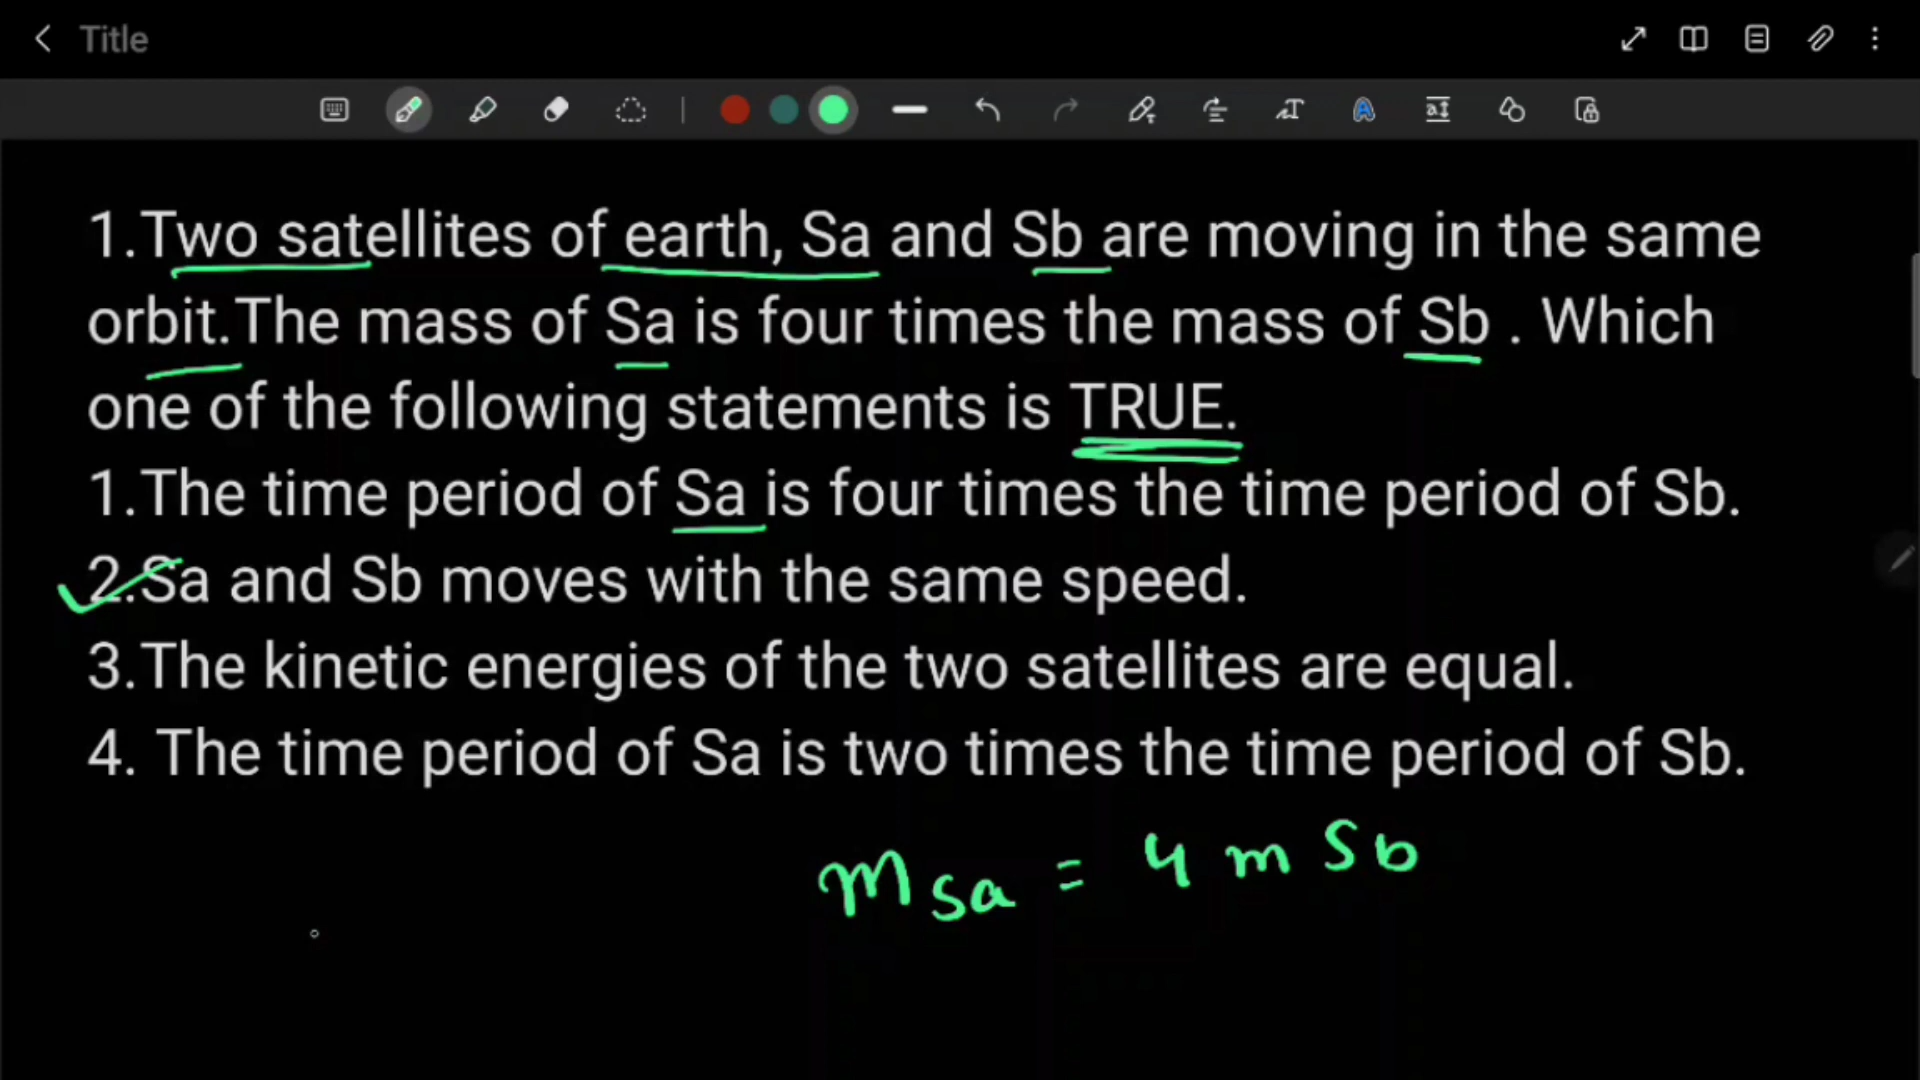 Title
1.Two satellites of earth, Sa and Sb are moving in the same
orbit.The mass of Sa is four times the mass of Sb . Which
one of the following statements is TRUE.
1.The time period of Sa is four times the time period of Sb.
2.Sa and Sb moves with the same speed.
3.The kinetic energies of the two satellites are equal.
4. The time period of Sa is two times the time period of Sb.
m Sa = 4 m Sb